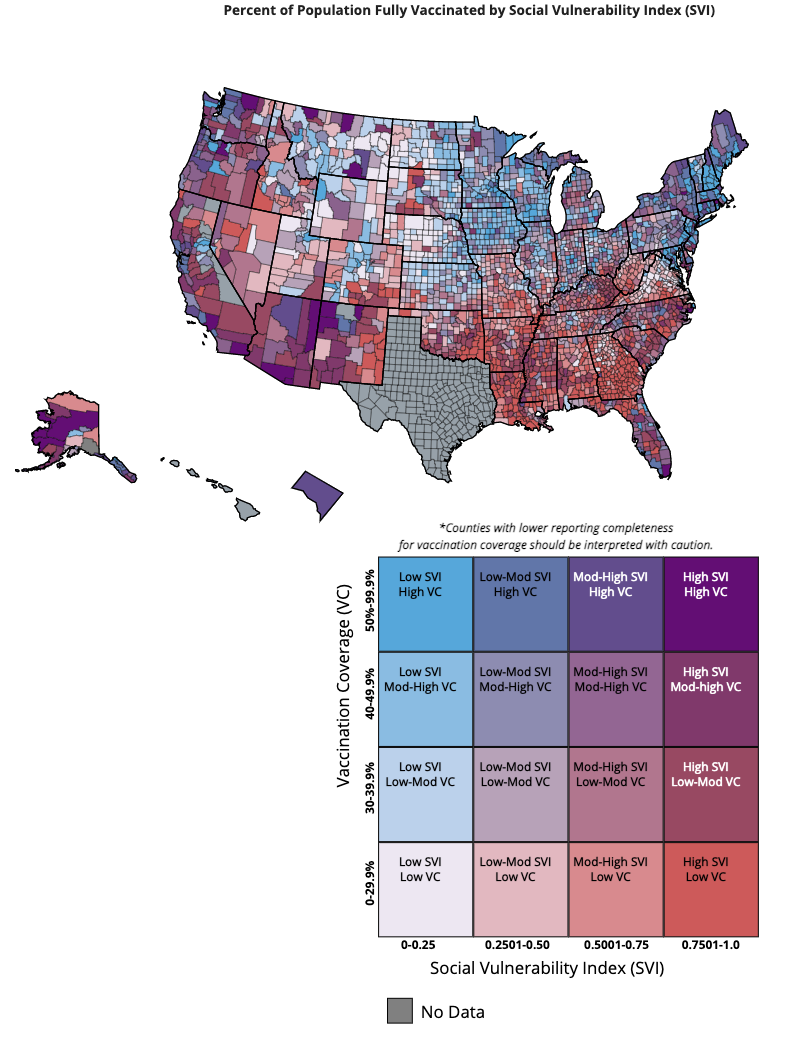 Percent of Population Fully Vaccinated by Social Vulnerability Index (SVI)
*Counties with lower reporting completeness
for vaccination coverage should be interpreted with caution.
Vaccination Coverage (VC)
50%-99.9%
Low SVI
High VC
Low-Mod SVI
High VC
Mod-High SVI
High VC
High SVI
High VC
40-49.9%
Low SVI
Mod-High VC
Low-Mod SVI
Mod-High VC
Mod-High SVI
Mod-High VC
High SVI
Mod-high VC
30-39.9%
Low SVI
Low-Mod VC
Low-Mod SVI
Low-Mod VC
Mod-High SVI
Low-Mod VC
High SVI
Low-Mod VC
0-29.9%
Low SVI
Low VC
Low-Mod SVI
Low VC
Mod-High SVI
Low VC
High SVI
Low VC
0-0.25
0.2501-0.50
0.5001-0.75
0.7501-1.0
Social Vulnerability Index (SVI)
No Data